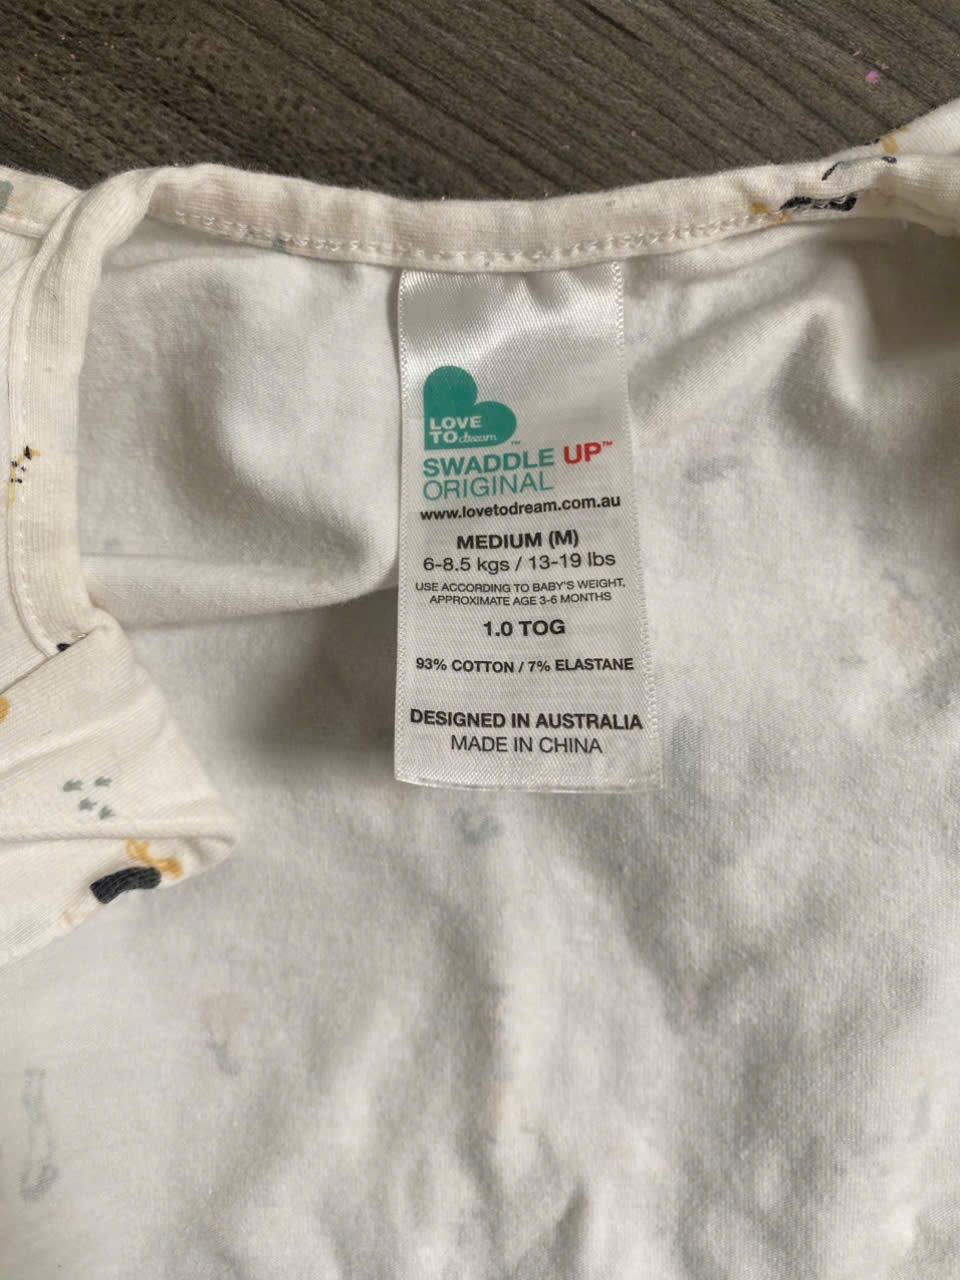 LOVE
TO dream ™
SWADDLE UP™
ORIGINAL
www.lovetodream.com.au
MEDIUM (M)
6-8.5 kgs / 13-19 lbs
USE ACCORDING TO BABY'S WEIGHT,
APPROXIMATE AGE 3-6 MONTHS
1.0 TOG
93% COTTON / 7% ELASTANE
DESIGNED IN AUSTRALIA
MADE IN CHINA